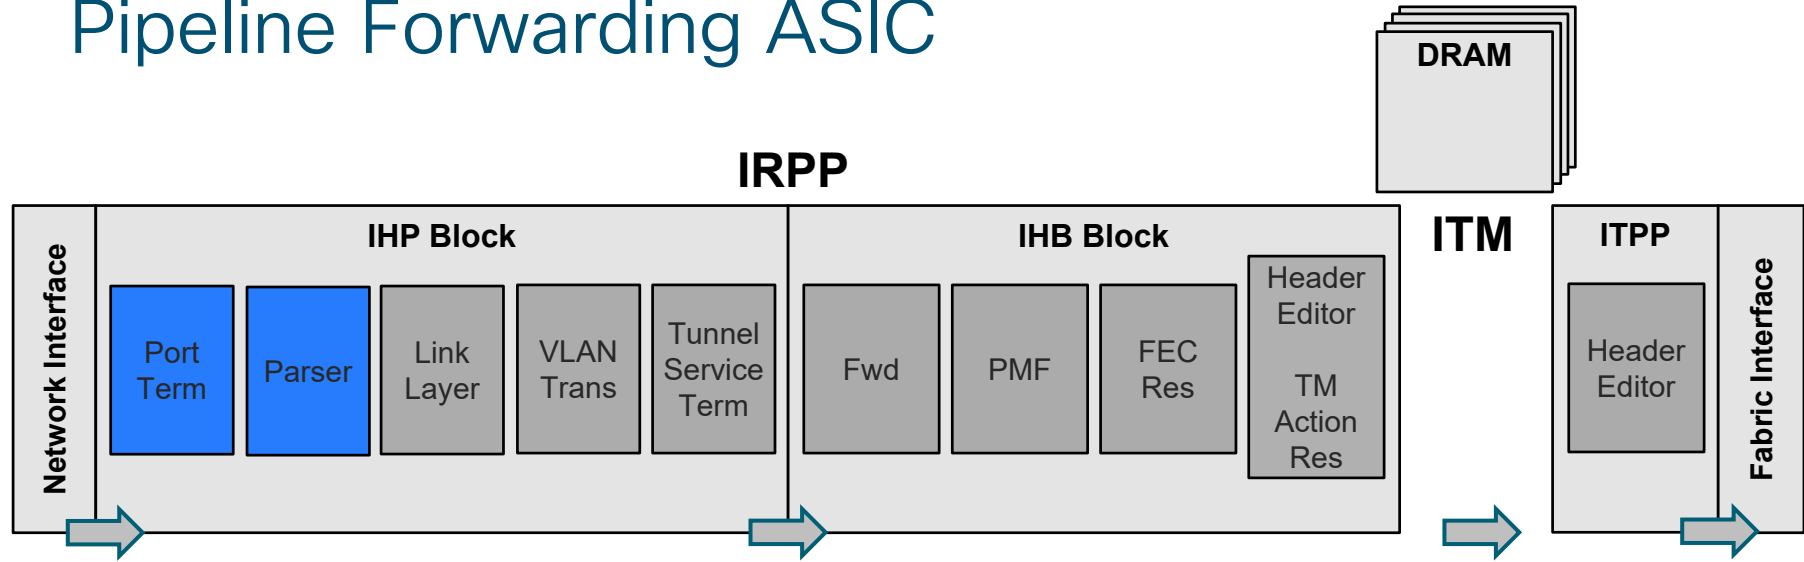 Pipeline Forwarding ASIC
DRAM
IRPP
Network Interface
IHP Block
Port
Term
Parser
Link
Layer
VLAN
Trans
Tunnel
Service
Term
IHB Block
Fwd
PMF
FEC
Res
Header
Editor
TM
Action
Res
ITM
ITPP
Header
Editor
Fabric Interface